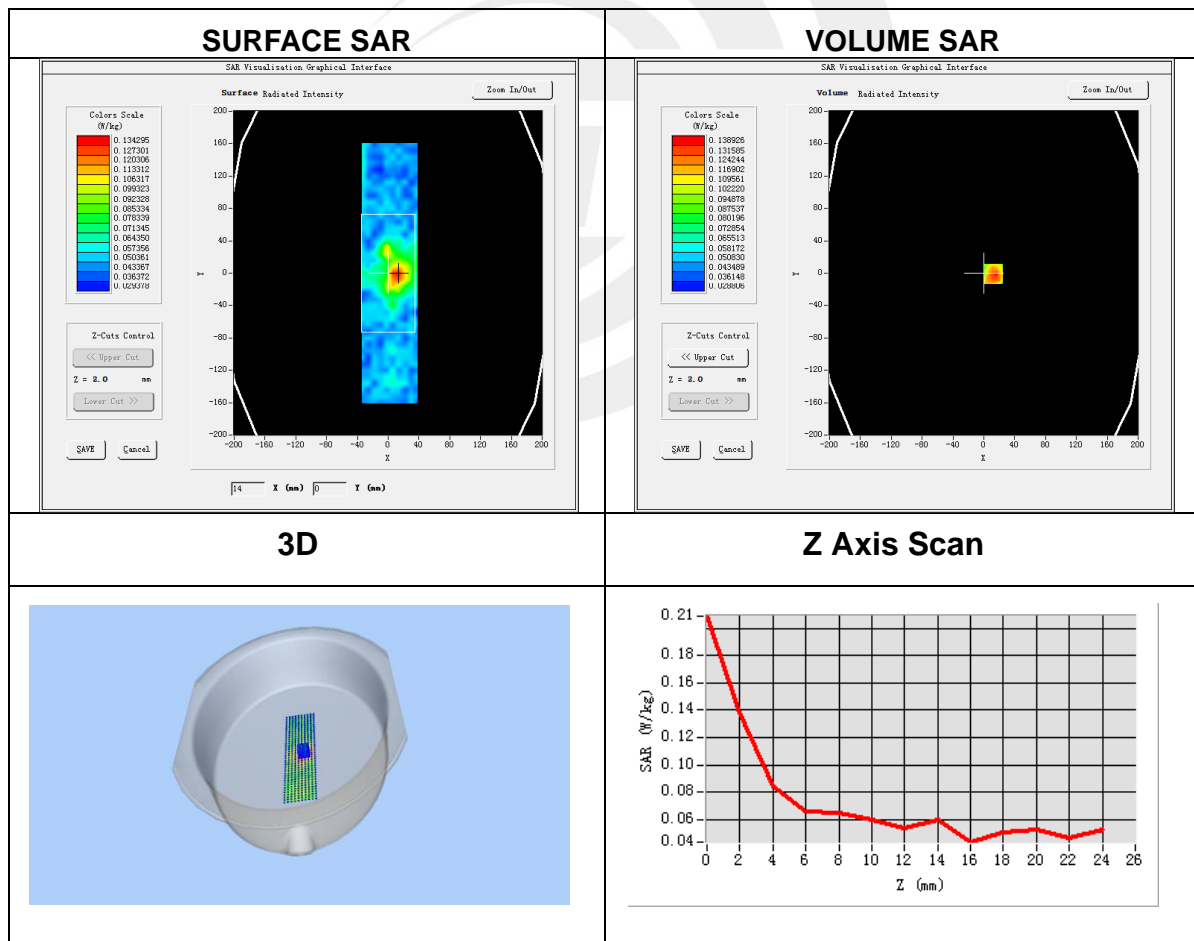 SURFACE SAR
SAR Visualisation Graphical Interface
Surface Radiated Intensity
Zoom In/Out
Colors Scale
(W/kg)
0.134295
0.127301
0.120306
0.113312
0.106317
0.099323
0.092328
0.085334
0.078339
0.071345
0.064350
0.057356
0.050361
0.043367
0.036372
0.029378
Z-Cuts Control
<< Upper Cut
Z = 2.0 mm
Lower Cut >>
SAVE Cancel
200
160
120
80
40
0
-40
-80
-120
-160
-200
Y
-200 -160 -120 -80 -40 0 40 80 120 160 200
X
14 X (mm) 0 Y (mm)
VOLUME SAR
SAR Visualisation Graphical Interface
Volume Radiated Intensity
Zoom In/Out
Colors Scale
(W/kg)
0.138926
0.131585
0.124244
0.116902
0.109561
0.102220
0.094878
0.087537
0.080196
0.072854
0.065513
0.058172
0.050830
0.043489
0.036148
0.028806
Z-Cuts Control
<< Upper Cut
Z = 2.0 mm
Lower Cut >>
SAVE Cancel
200
160
120
80
40
0
-40
-80
-120
-160
-200
Y
-200 -160 -120 -80 -40 0 40 80 120 160 200
X
3D
Z Axis Scan
0.21
0.18
0.16
0.14
0.12
0.10
0.08
0.06
0.04
SAR (W/kg)
0 2 4 6 8 10 12 14 16 18 20 22 24 26
Z (mm)